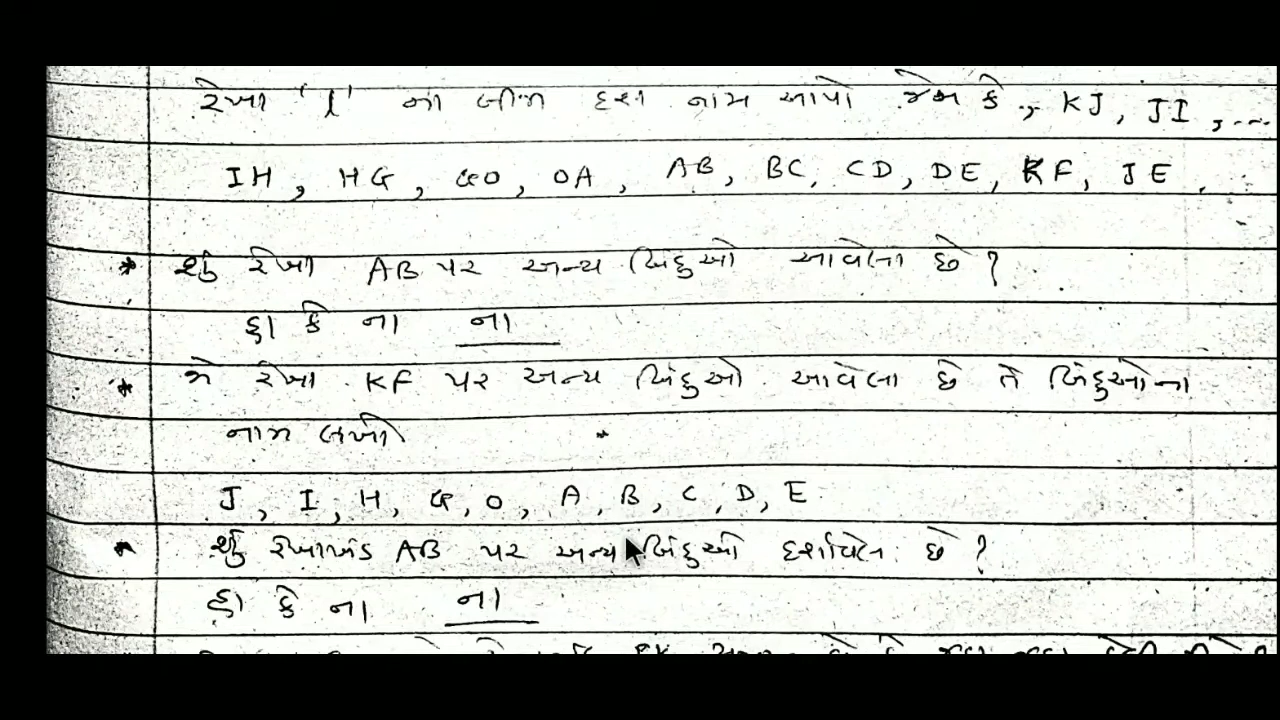 રેખા 'l' ના બીજા દશ નામ આપો જેમ કે, KJ, JI, ....
IH, HG, GO, OA, AB, BC, CD, DE, KF, JE.
* શું રેખા AB પર અન્ય બિંદુઓ આવેલા છે ?
હા કે ના ના
* જે રેખા KF પર અન્ય બિંદુઓ આવેલા છે તે બિંદુઓના
નામ લખો
J, I, H, G, O, A, B, C, D, E
* શું રેખાખંડ AB પર અન્ય બિંદુઓ દર્શાવેલ છે ?
હા કે ના ના